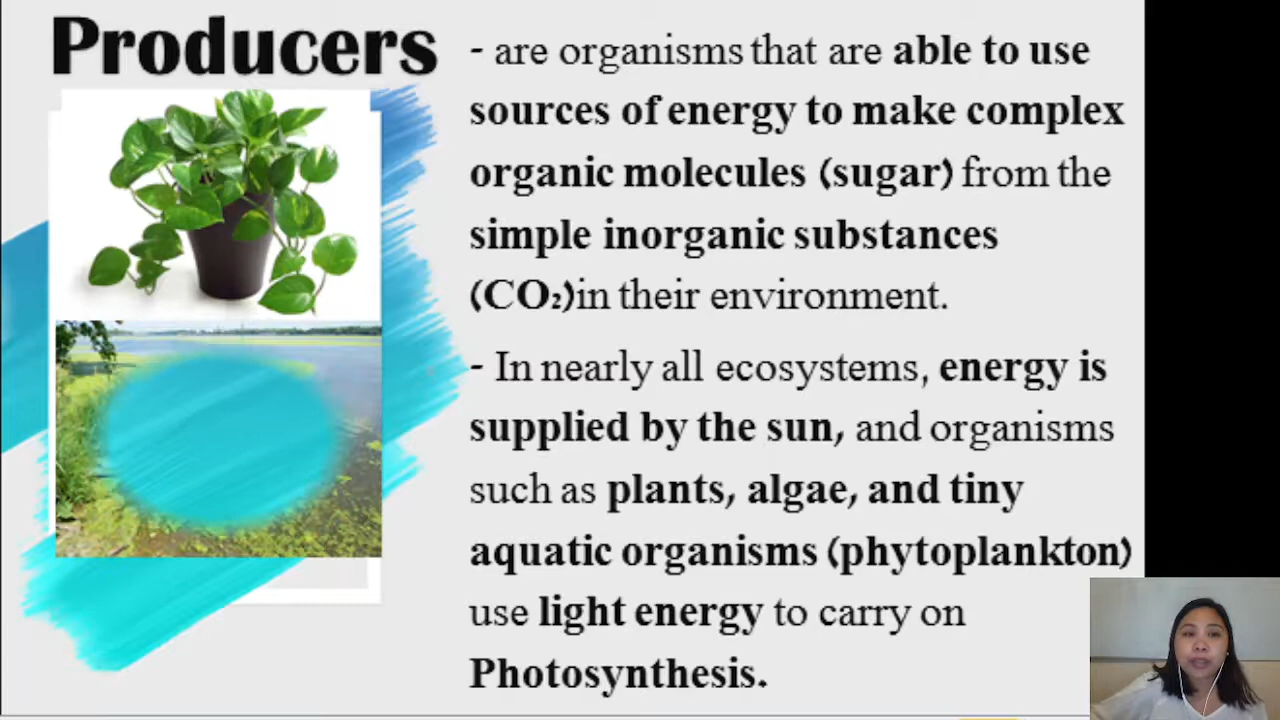 Producers
- are organisms that are able to use
sources of energy to make complex
organic molecules (sugar) from the
simple inorganic substances
(CO₂)in their environment.
- In nearly all ecosystems, energy is
supplied by the sun, and organisms
such as plants, algae, and tiny
aquatic organisms (phytoplankton)
use light energy to carry on
Photosynthesis.